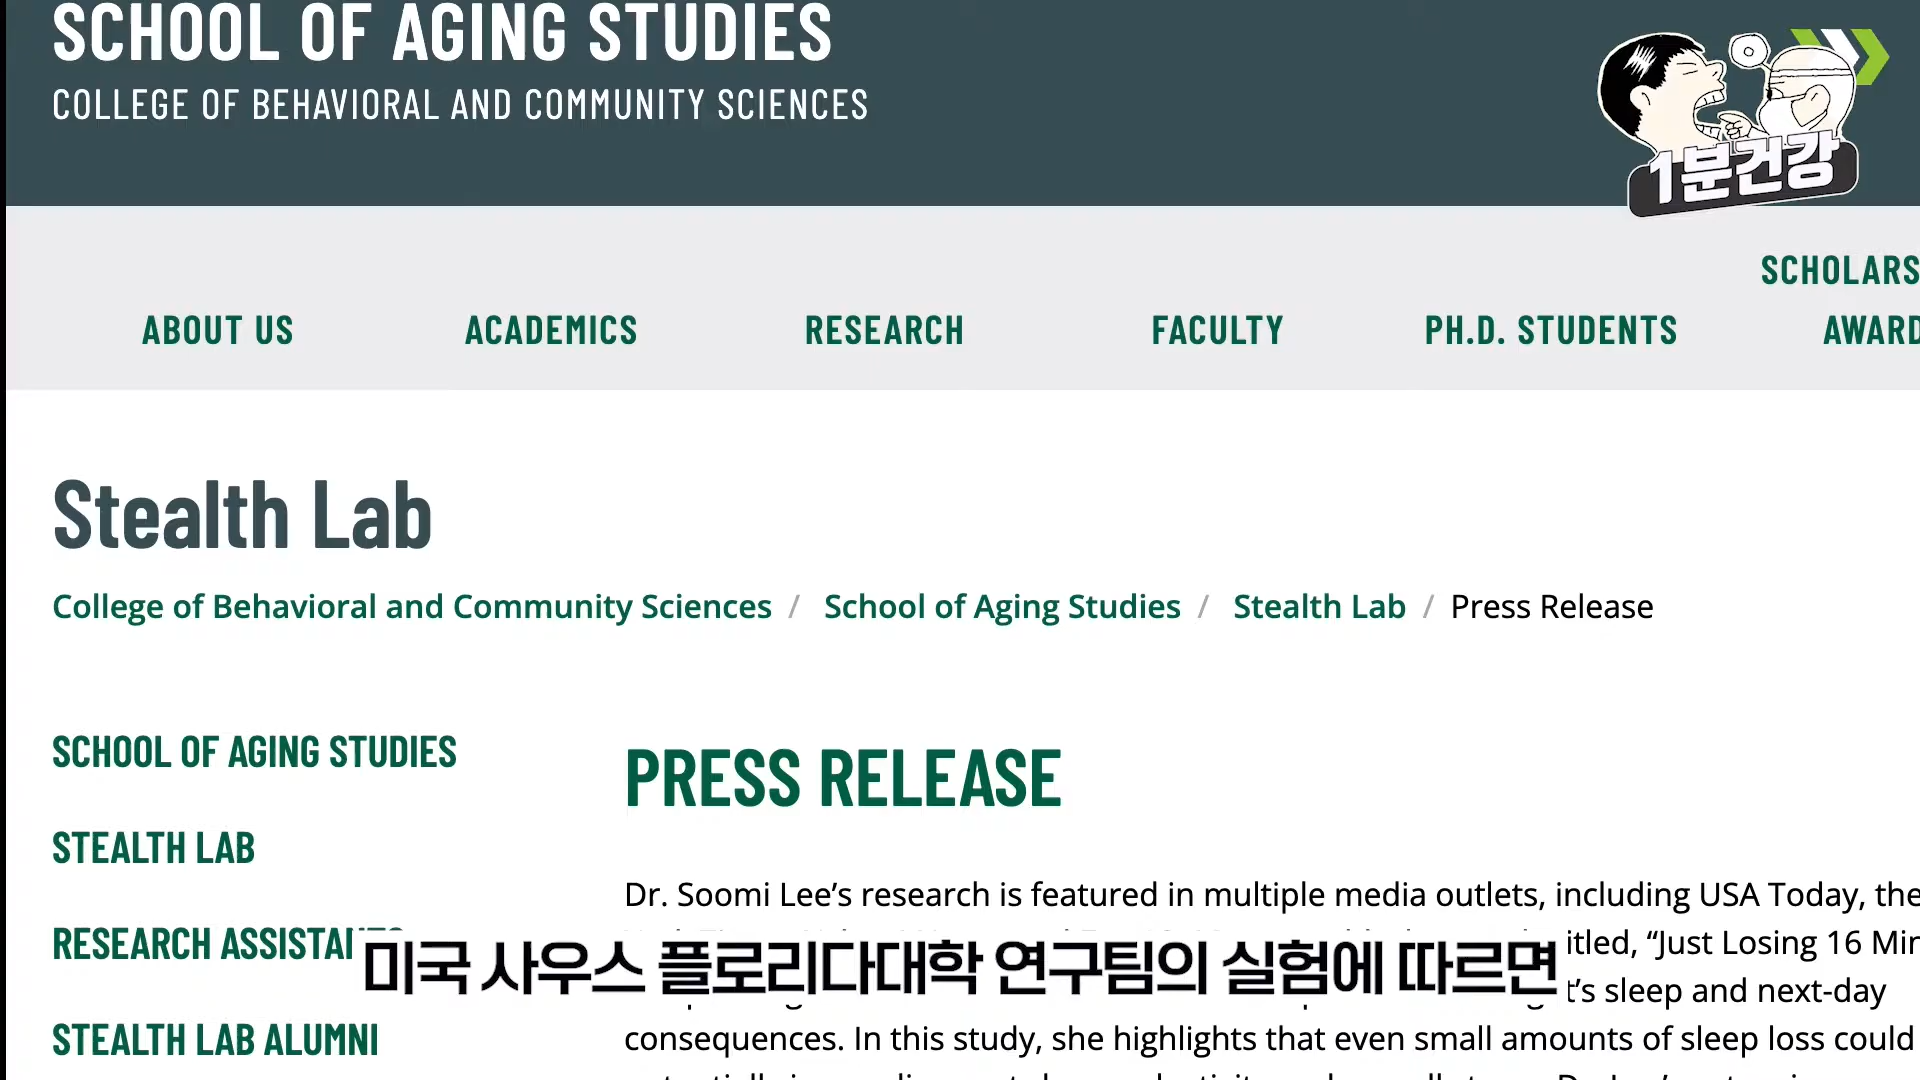 SCHOOL OF AGING STUDIES
COLLEGE OF BEHAVIORAL AND COMMUNITY SCIENCES
1분건강
SCHOLARS
ABOUT US
ACADEMICS
RESEARCH
FACULTY
PH.D. STUDENTS
AWARD
Stealth Lab
College of Behavioral and Community Sciences / School of Aging Studies / Stealth Lab / Press Release
SCHOOL OF AGING STUDIES
STEALTH LAB
RESEARCH
STEALTH LAB ALUMNI
PRESS RELEASE
Dr. Soomi Lee’s research is featured in multiple media outlets, including USA Today, the
“Just Losing 16
sleep and next-day
consequences. In this study, she highlights that even small amounts of sleep loss could
미국 사우스 플로리다대학 연구팀의 실험에 따르면